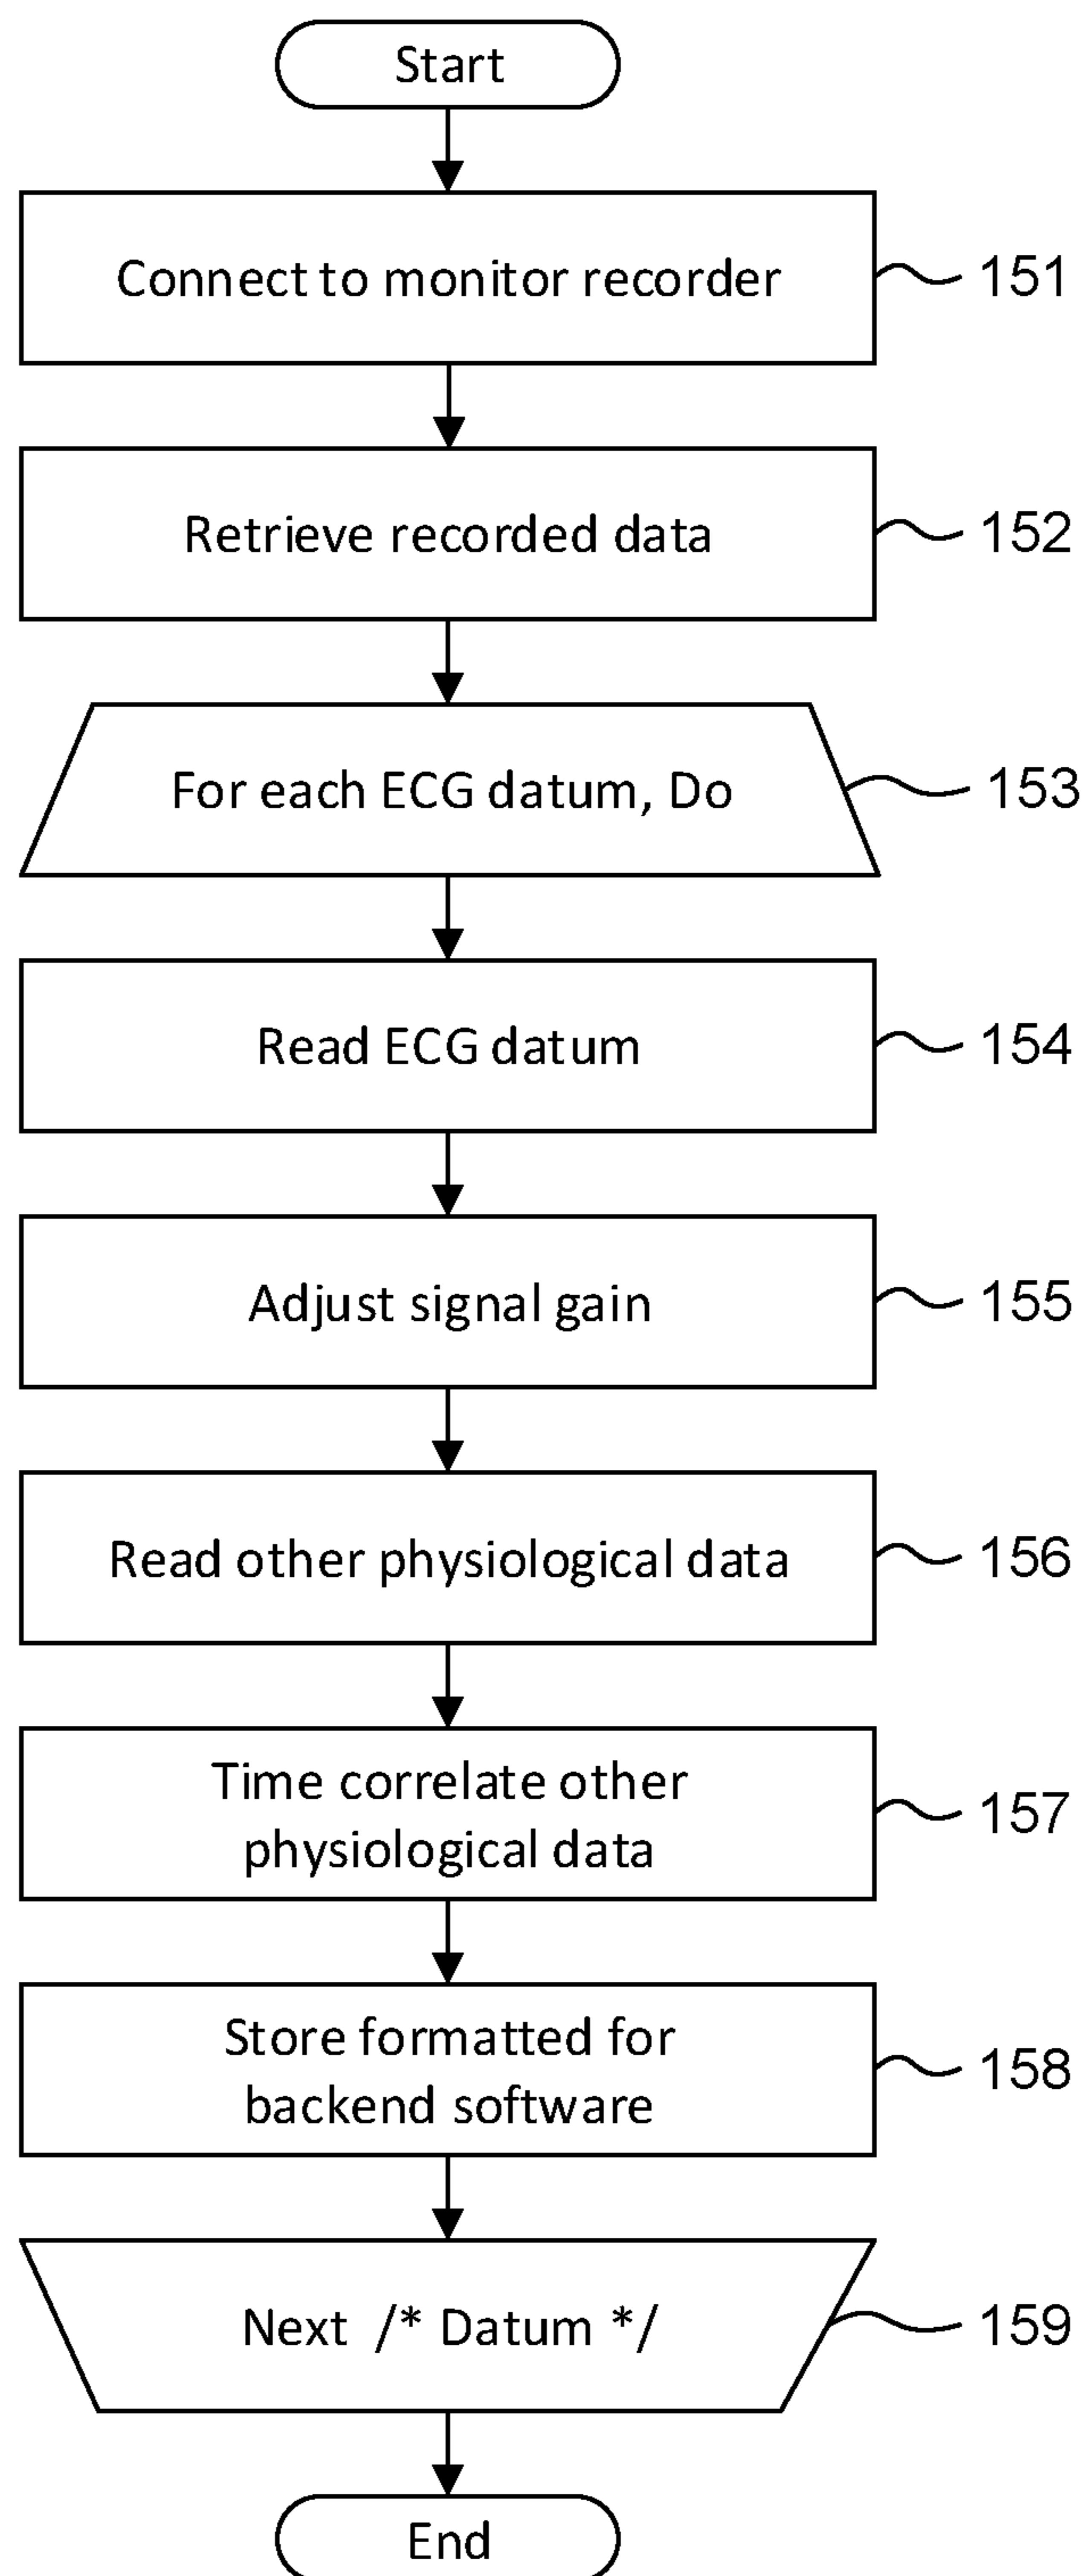 Start
Connect to monitor recorder
151
Retrieve recorded data
152
For each ECG datum, Do
153
Read ECG datum
154
Adjust signal gain
155
Read other physiological data
156
Time correlate other
physiological data
157
Store formatted for
backend software
158
Next /* Datum */
159
End